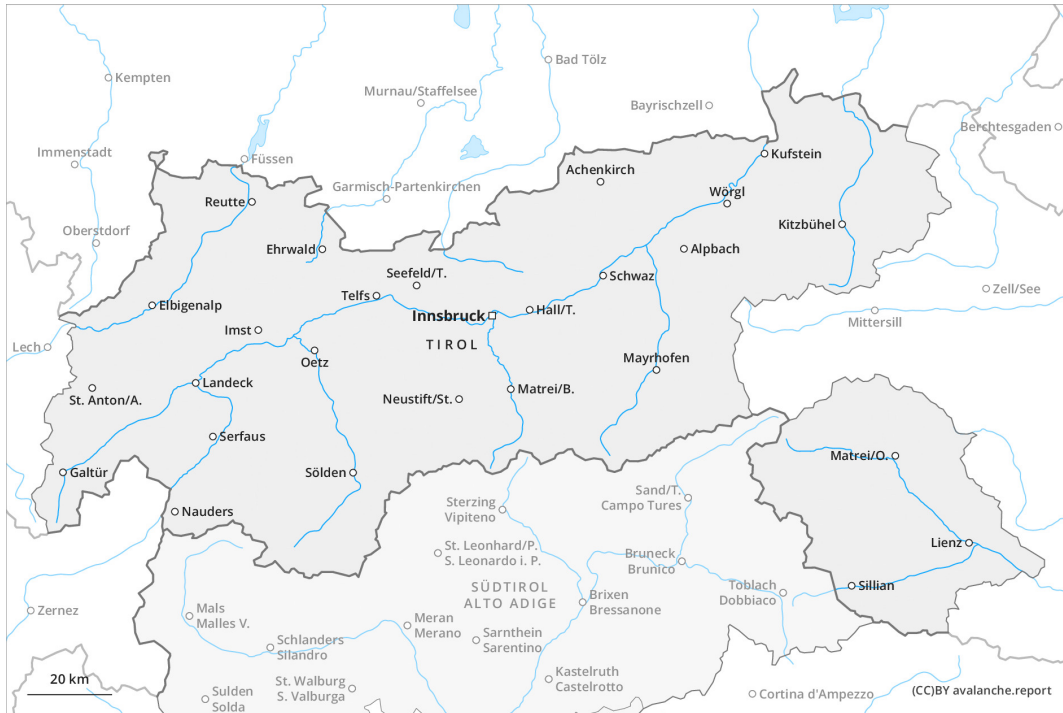 Kempten
Bad Tölz
Murnau/Staffelsee
Bayrischzell
Berchtesgaden
Immenstadt
Füssen
Kufstein
Garmisch-Partenkirchen
Achenkirch
Reutte
Wörgl
Oberstdorf
Kitzbühel
Ehrwald
Alpbach
Seefeld/T.
Schwaz
Zell/See
Telfs
Elbigenalp
Hall/T.
Innsbruck
Mittersill
Imst
TIROL
Lech
Oetz
Mayrhofen
Landeck
St. Anton/A.
Matrei/B.
Neustift/St.
Serfaus
Matrei/O.
Galtür
Sölden
Sand/T.
Campo Tures
Sterzing
Vipiteno
Nauders
Lienz
St. Leonhard/P.
S. Leonardo i. P.
Bruneck
Brunico
Sillian
SÜDTIROL
ALTO ADIGE
Toblach
Dobbiaco
Brixen
Bressanone
Zernez
Mals
Malles V.
Meran
Merano
Sarnthein
Sarentino
Schlanders
Silandro
20 km
St. Walburg
S. Valburga
Kastelruth
Castelrotto
Sulden
Solda
Cortina d'Ampezzo
(CC)BY avalanche.report